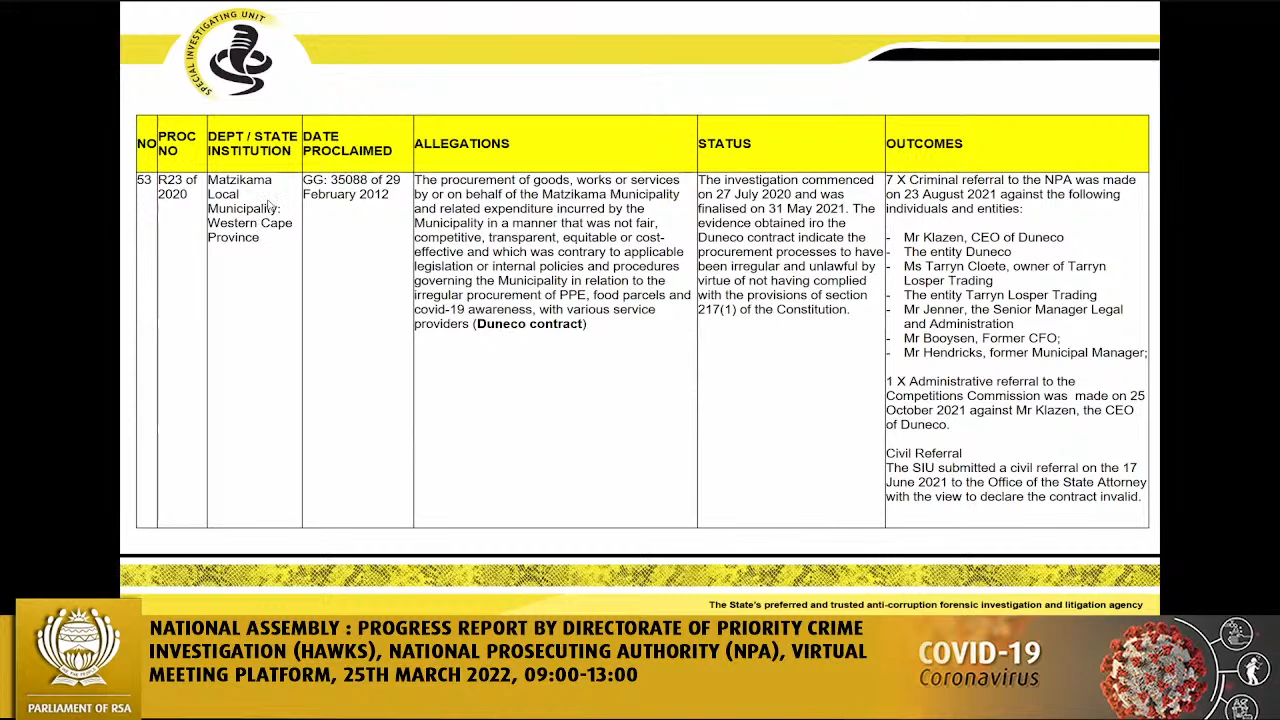 SPECIAL INVESTIGATING UNIT
NO
PROC
NO
DEPT / STATE
INSTITUTION
DATE
PROCLAIMED
ALLEGATIONS
STATUS
OUTCOMES
53
R23 of
2020
Matzikama
Local
Municipality:
Western Cape
Province
GG: 35088 of 29
February 2012
The procurement of goods, works or services
by or on behalf of the Matzikama Municipality
and related expenditure incurred by the
Municipality in a manner that was not fair,
competitive, transparent, equitable or cost-
effective and which was contrary to applicable
legislation or internal policies and procedures
governing the Municipality in relation to the
irregular procurement of PPE, food parcels and
covid-19 awareness, with various service
providers (Duneco contract)
The investigation commenced
on 27 July 2020 and was
finalised on 31 May 2021. The
evidence obtained iro the
Duneco contract indicate the
procurement processes to have
been irregular and unlawful by
virtue of not having complied
with the provisions of section
217(1) of the Constitution.
7 X Criminal referral to the NPA was made
on 23 August 2021 against the following
individuals and entities:
- Mr Klazen, CEO of Duneco
- The entity Duneco
- Ms Tarryn Cloete, owner of Tarryn
Losper Trading
- The entity Tarryn Losper Trading
- Mr Jenner, the Senior Manager Legal
and Administration
- Mr Booysen, Former CFO;
- Mr Hendricks, former Municipal Manager;
1 X Administrative referral to the
Competitions Commission was made on 25
October 2021 against Mr Klazen, the CEO
of Duneco.
Civil Referral
The SIU submitted a civil referral on the 17
June 2021 to the Office of the State Attorney
with the view to declare the contract invalid.
The State's preferred and trusted anti-corruption forensic investigation and litigation agency
NATIONAL ASSEMBLY : PROGRESS REPORT BY DIRECTORATE OF PRIORITY CRIME
INVESTIGATION (HAWKS), NATIONAL PROSECUTING AUTHORITY (NPA), VIRTUAL
MEETING PLATFORM, 25TH MARCH 2022, 09:00-13:00
PARLIAMENT OF RSA
COVID-19
Coronavirus